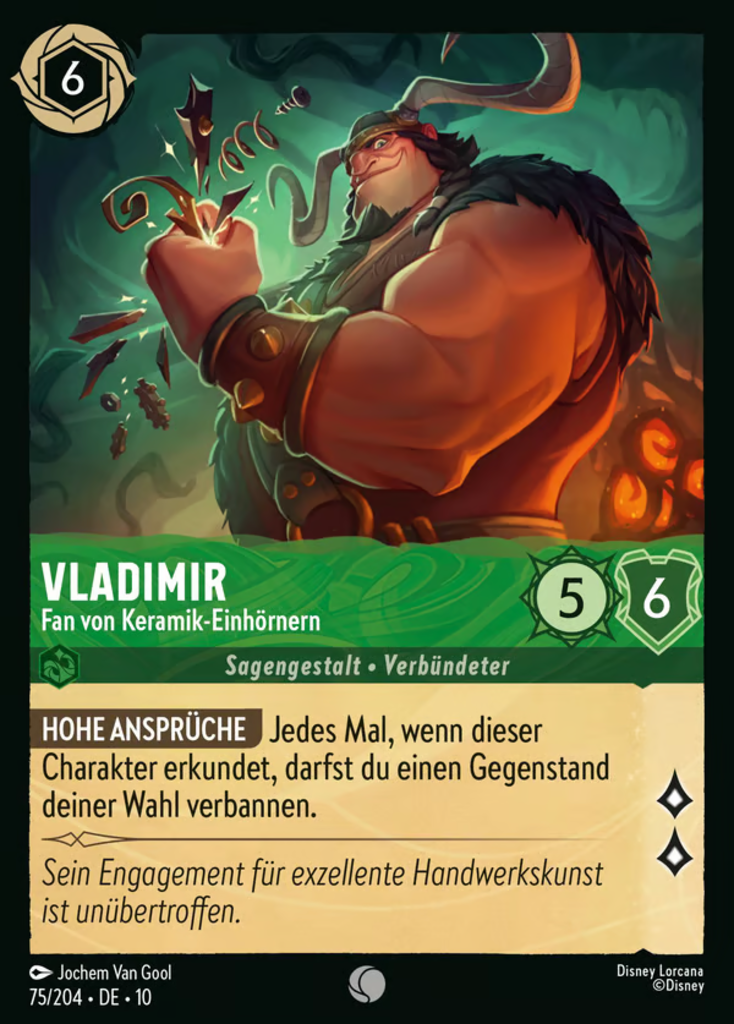 6
VLADIMIR
Fan von Keramik-Einhörnern
5
6
Sagengestalt • Verbündeter
HOHE ANSPRÜCHE Jedes Mal, wenn dieser
Charakter erkundet, darfst du einen Gegenstand
deiner Wahl verbannen.
Sein Engagement für exzellente Handwerkskunst
ist unübertroffen.
Jochem Van Gool
75/204 • DE • 10
Disney Lorcana
©Disney